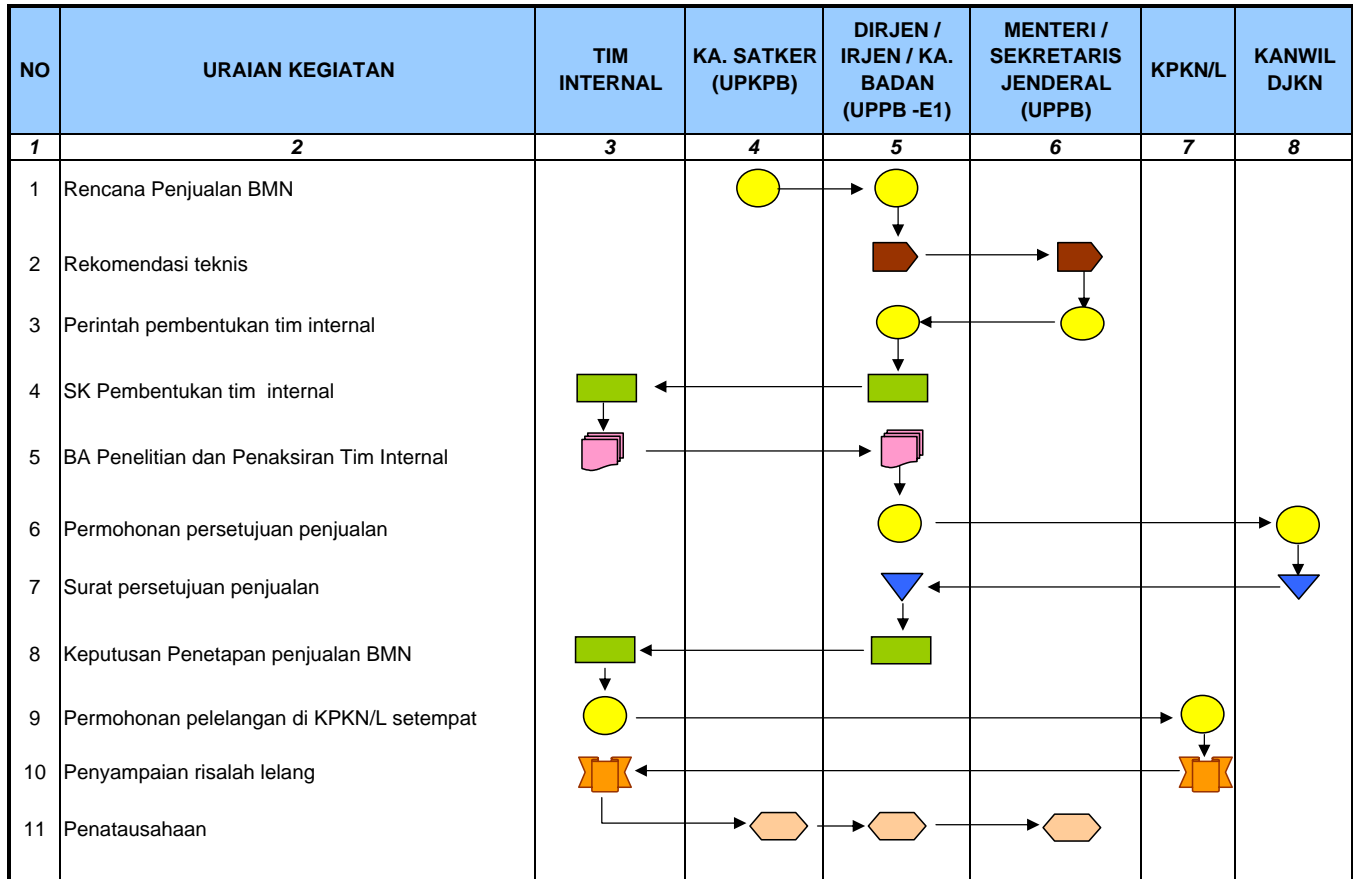 NO
URAIAN KEGIATAN
TIM
INTERNAL
KA. SATKER
(UPKPB)
DIRJEN /
IRJEN / KA.
BADAN
(UPPB -E1)
MENTERI /
SEKRETARIS
JENDERAL
(UPPB)
KPKN/L
KANWIL
DJKN
1 2 3 4 5 6 7 8
1 Rencana Penjualan BMN
2 Rekomendasi teknis
3 Perintah pembentukan tim internal
4 SK Pembentukan tim internal
5 BA Penelitian dan Penaksiran Tim Internal
6 Permohonan persetujuan penjualan
7 Surat persetujuan penjualan
8 Keputusan Penetapan penjualan BMN
9 Permohonan pelelangan di KPKN/L setempat
10 Penyampaian risalah lelang
11 Penatausahaan